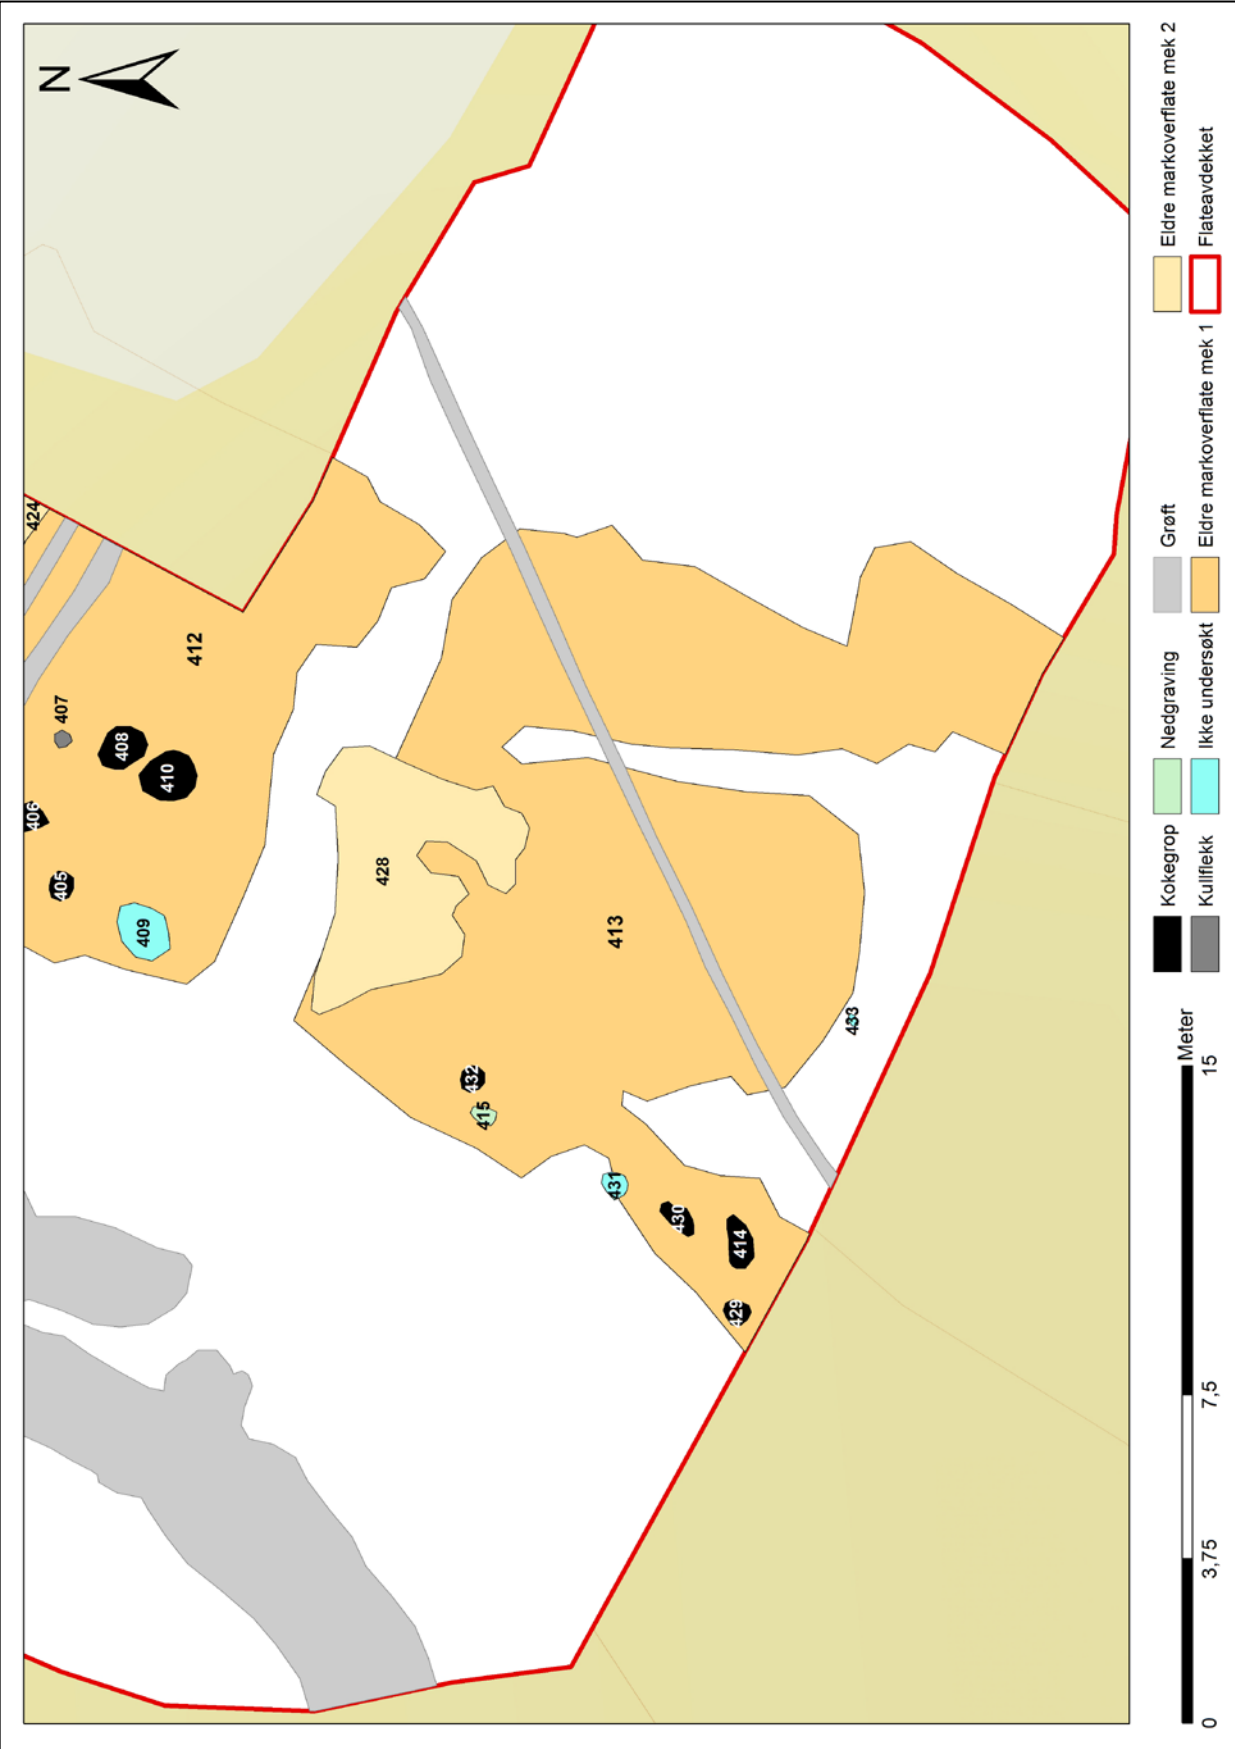 N
406 424
405 407
408
409
410
412
428
432
415
431 413
430
429 414
433
Kokegrop Nedgraving Grøft Eldre markoverflate mek 2
Meter
0 3,75 7,5 15
Kullflekk Ikke undersøkt Eldre markoverflate mek 1 Flateavdekket